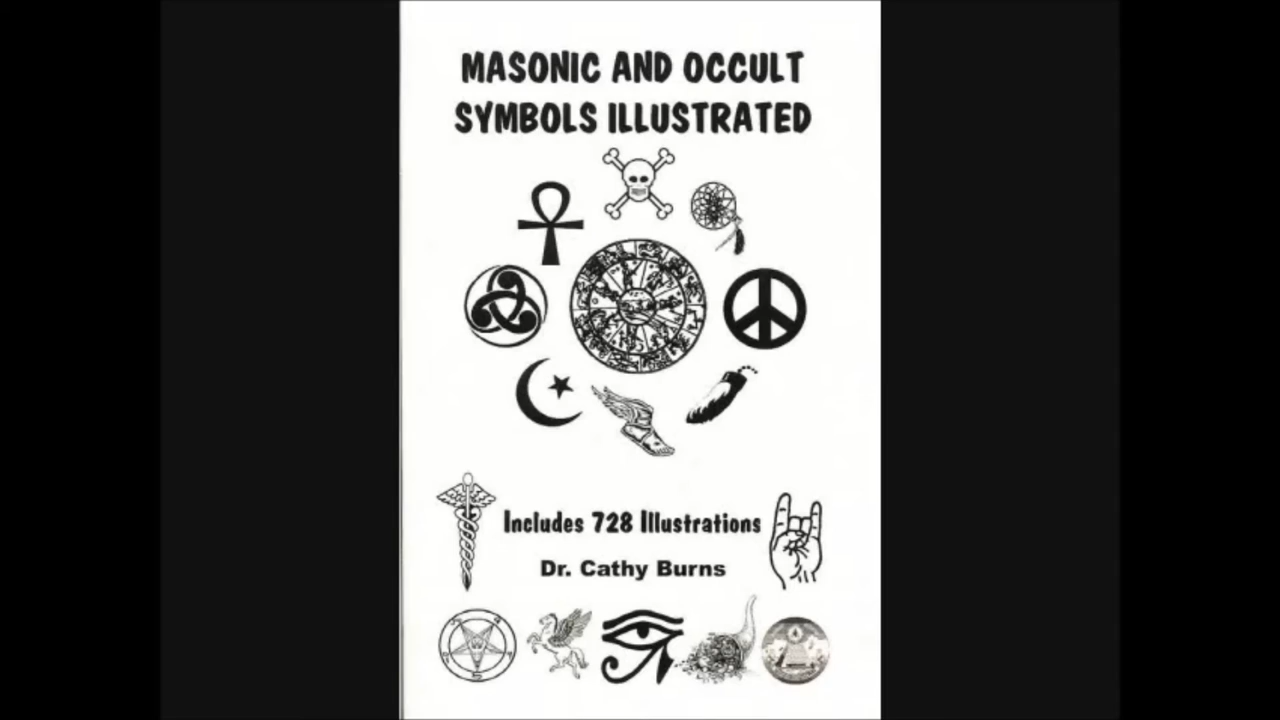 MASONIC AND OCCULT
SYMBOLS ILLUSTRATED
Includes 728 Illustrations
Dr. Cathy Burns